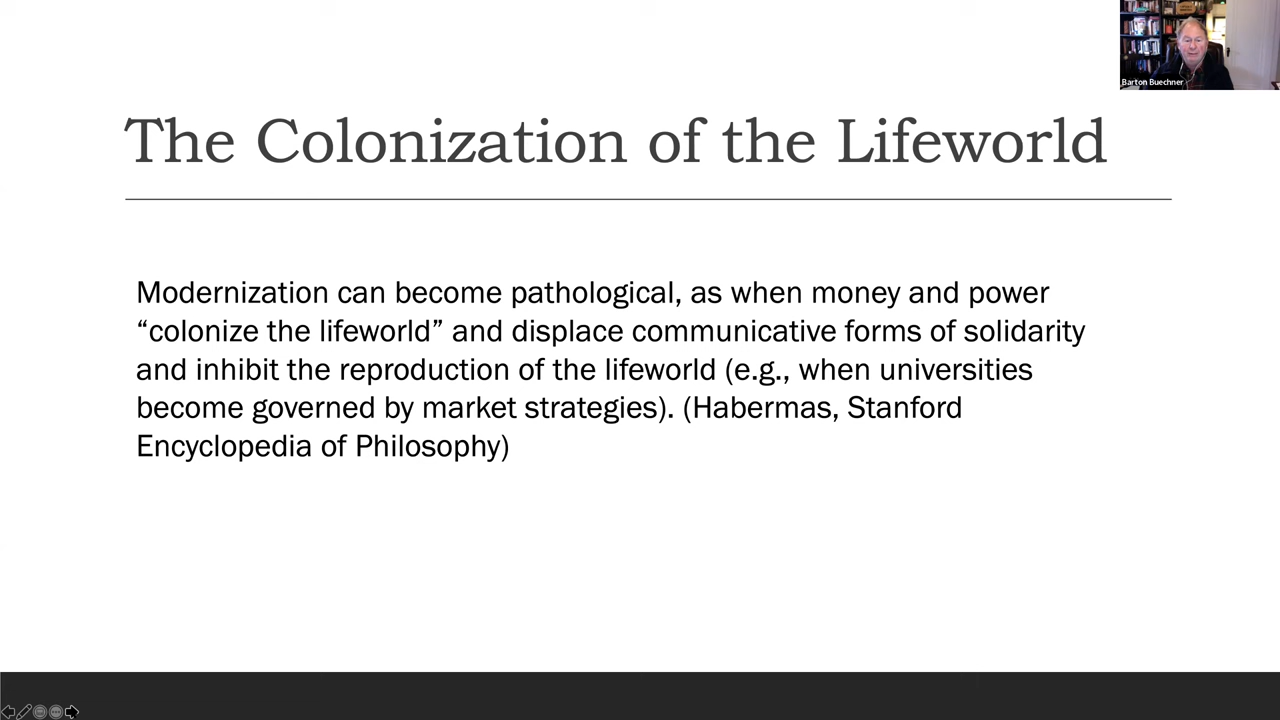 Barton Buechner
The Colonization of the Lifeworld
Modernization can become pathological, as when money and power
“colonize the lifeworld” and displace communicative forms of solidarity
and inhibit the reproduction of the lifeworld (e.g., when universities
become governed by market strategies). (Habermas, Stanford
Encyclopedia of Philosophy)